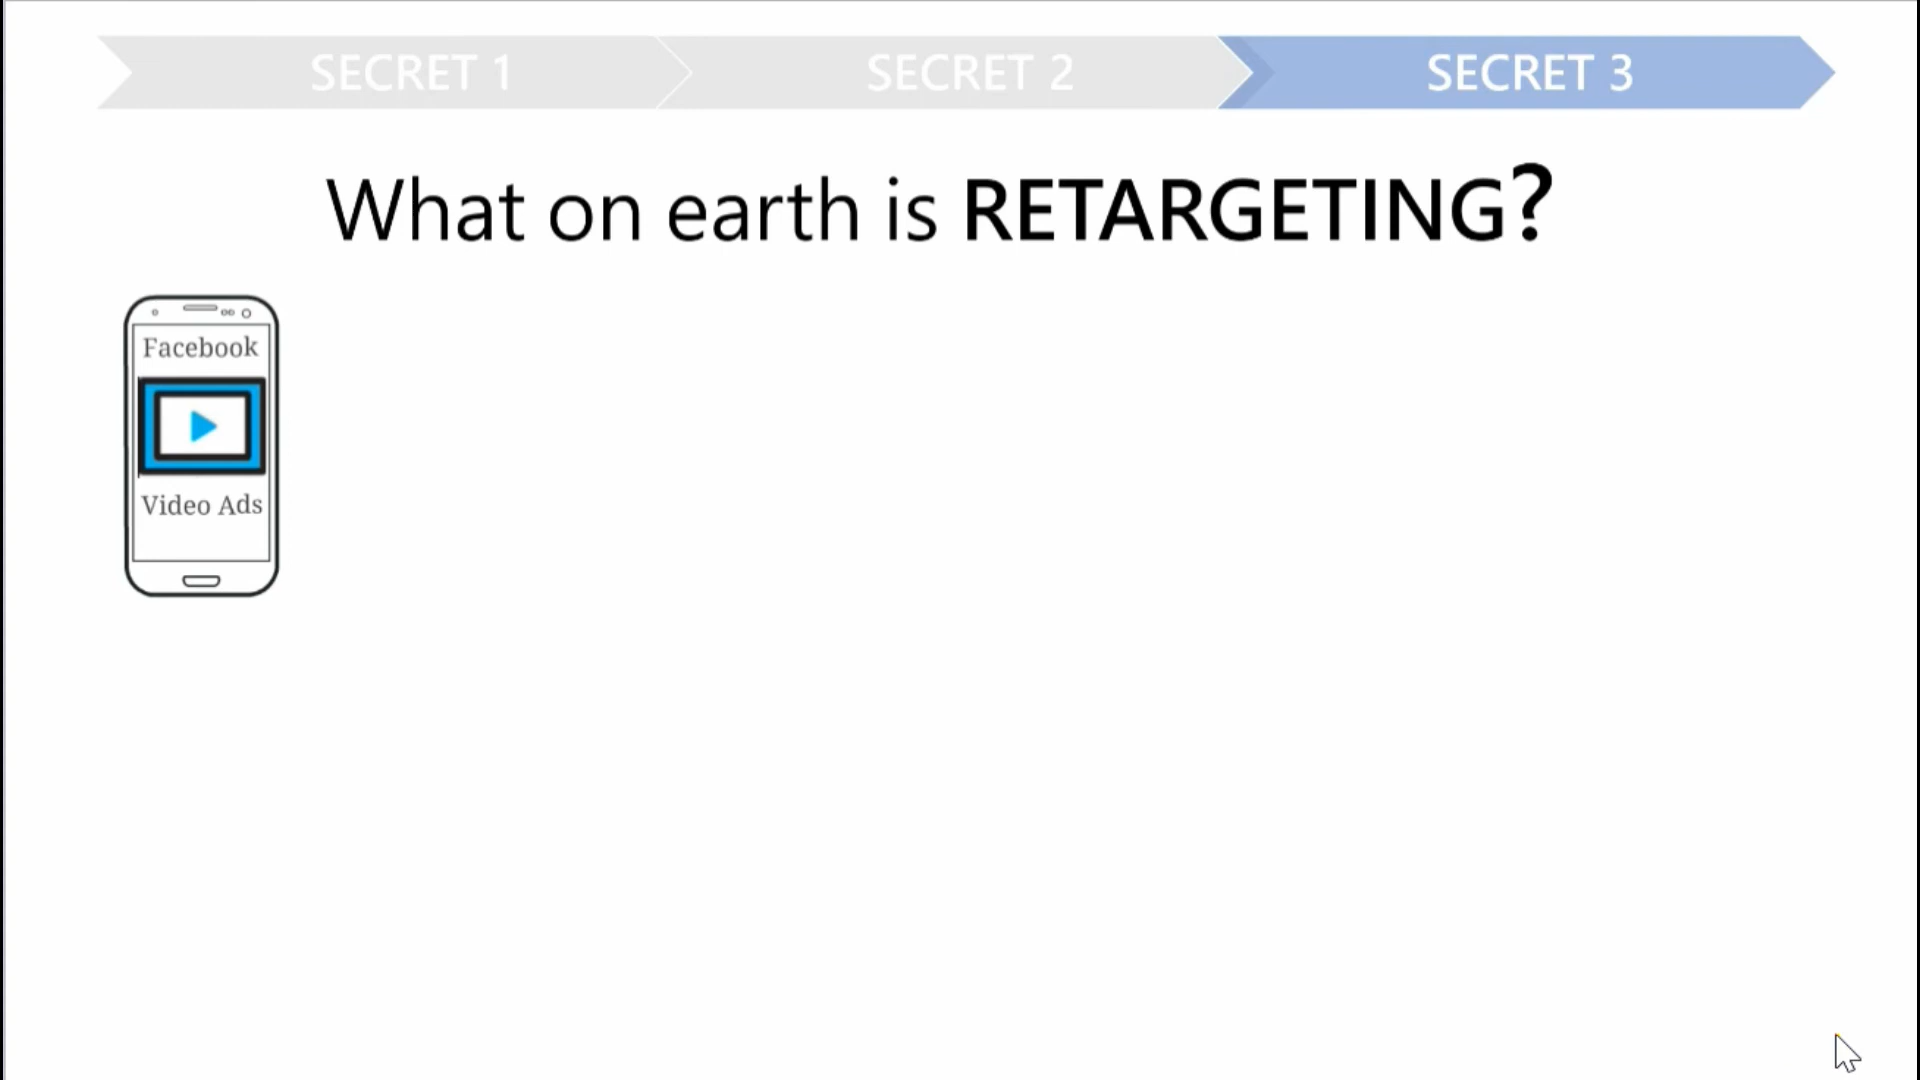 SECRET 1
SECRET 2
SECRET 3
What on earth is RETARGETING?
Facebook
Video Ads